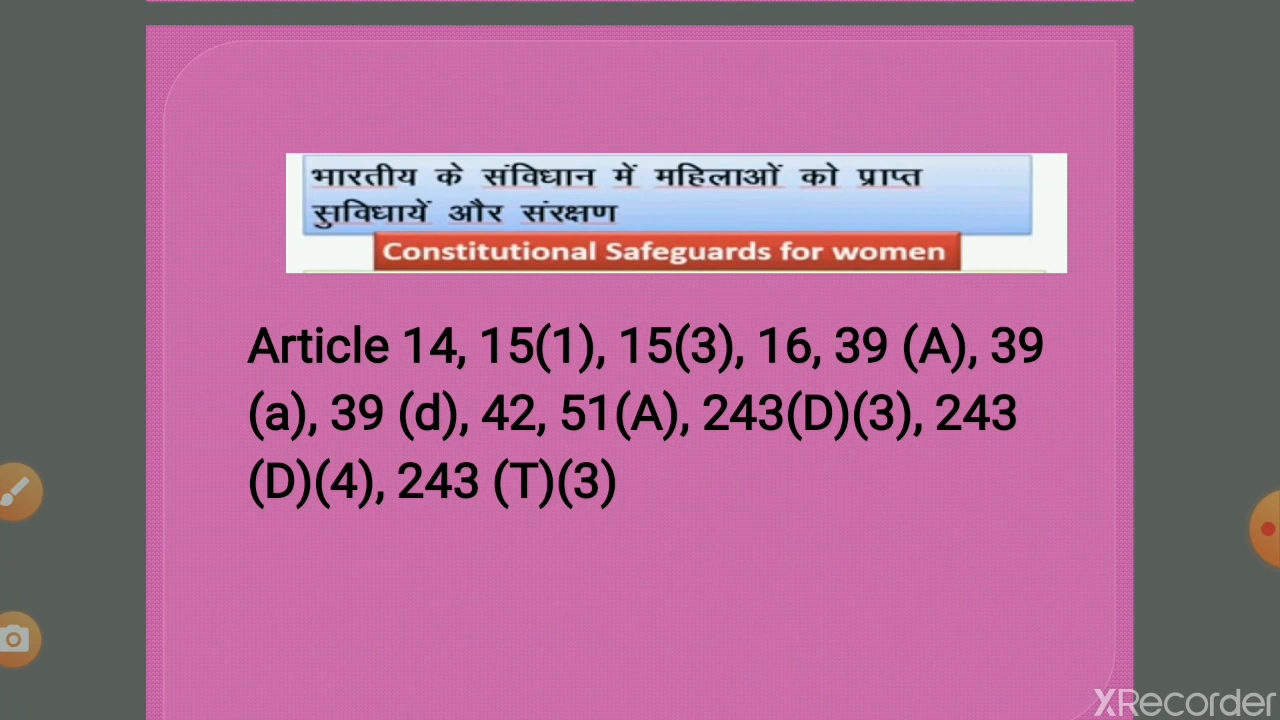 भारतीय के संविधान में महिलाओं को प्राप्त
सुविधायें और संरक्षण
Constitutional Safeguards for women
Article 14, 15(1), 15(3), 16, 39 (A), 39
(a), 39 (d), 42, 51(A), 243(D)(3), 243
(D)(4), 243 (T)(3)
XRecorder